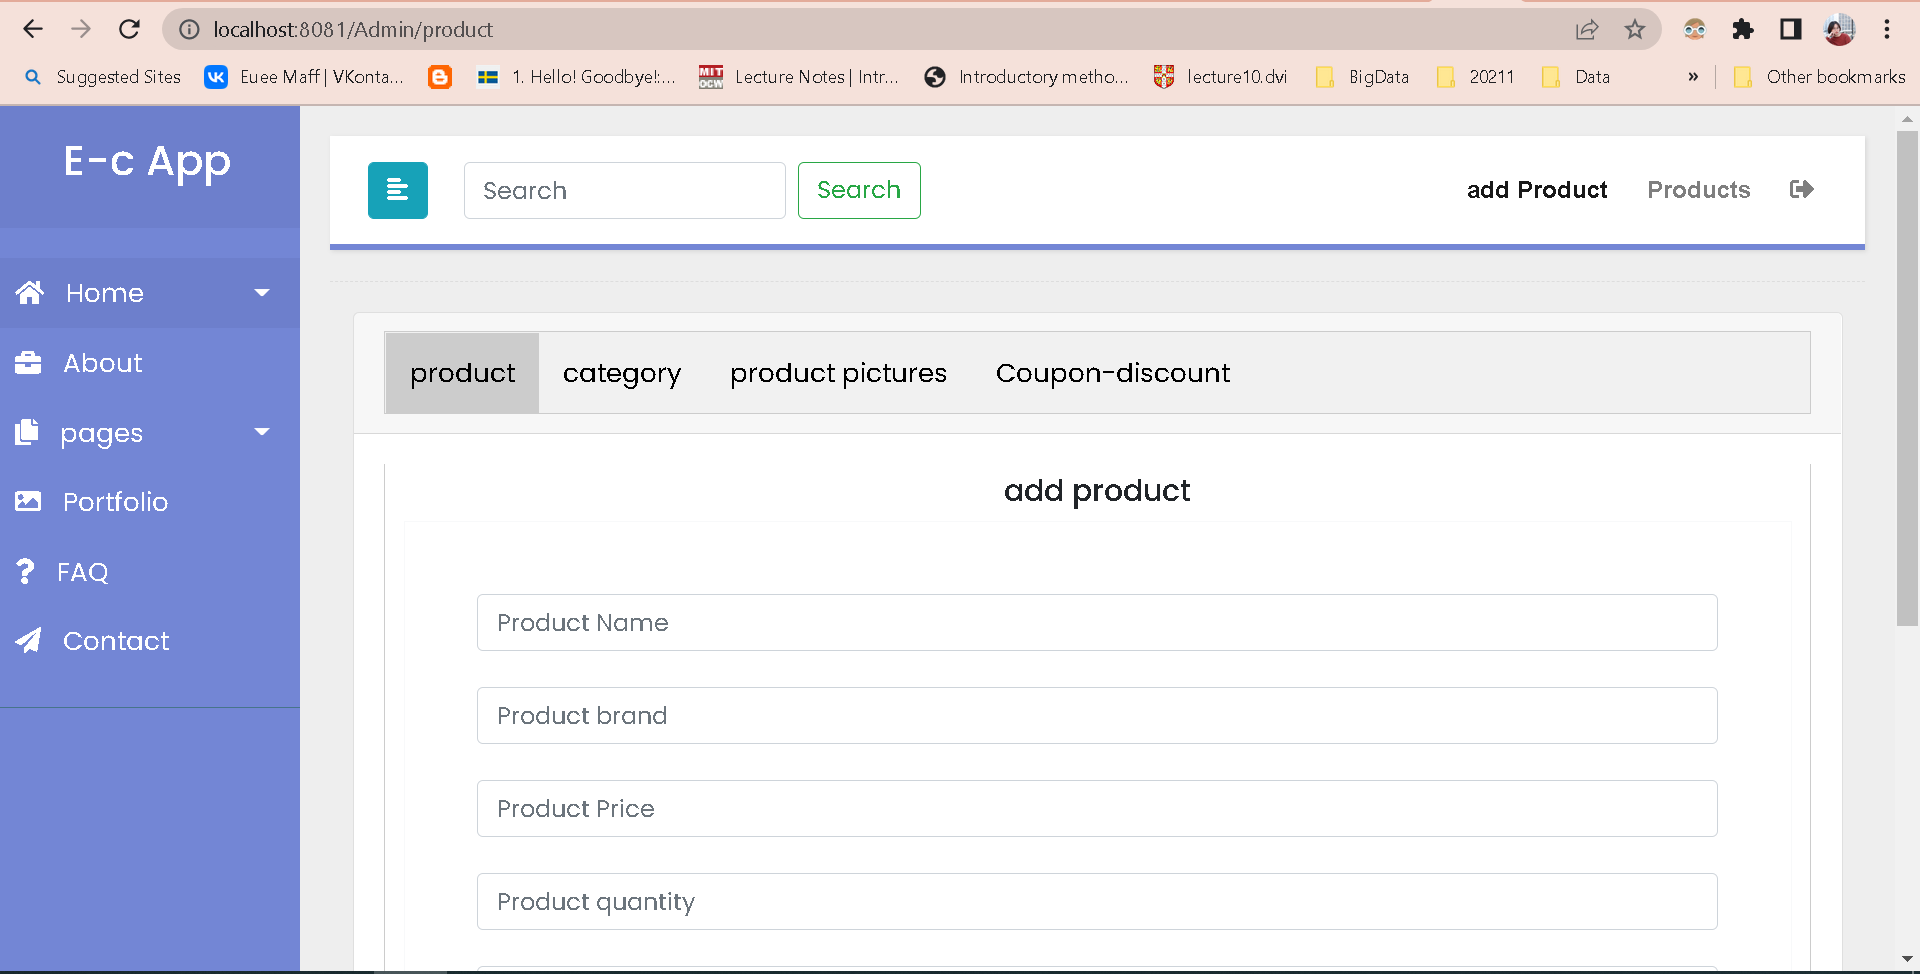 localhost:8081/Admin/product
Suggested Sites
Euee Maff | VKonta...
1. Hello! Goodbye!:...
MIT OCW
Lecture Notes | Intr...
Introductory metho...
lecture10.dvi
BigData
20211
Data
»
Other bookmarks
E-c App
Search
Search
add Product
Products
Home
About
pages
Portfolio
FAQ
Contact
product
category
product pictures
Coupon-discount
add product
Product Name
Product brand
Product Price
Product quantity